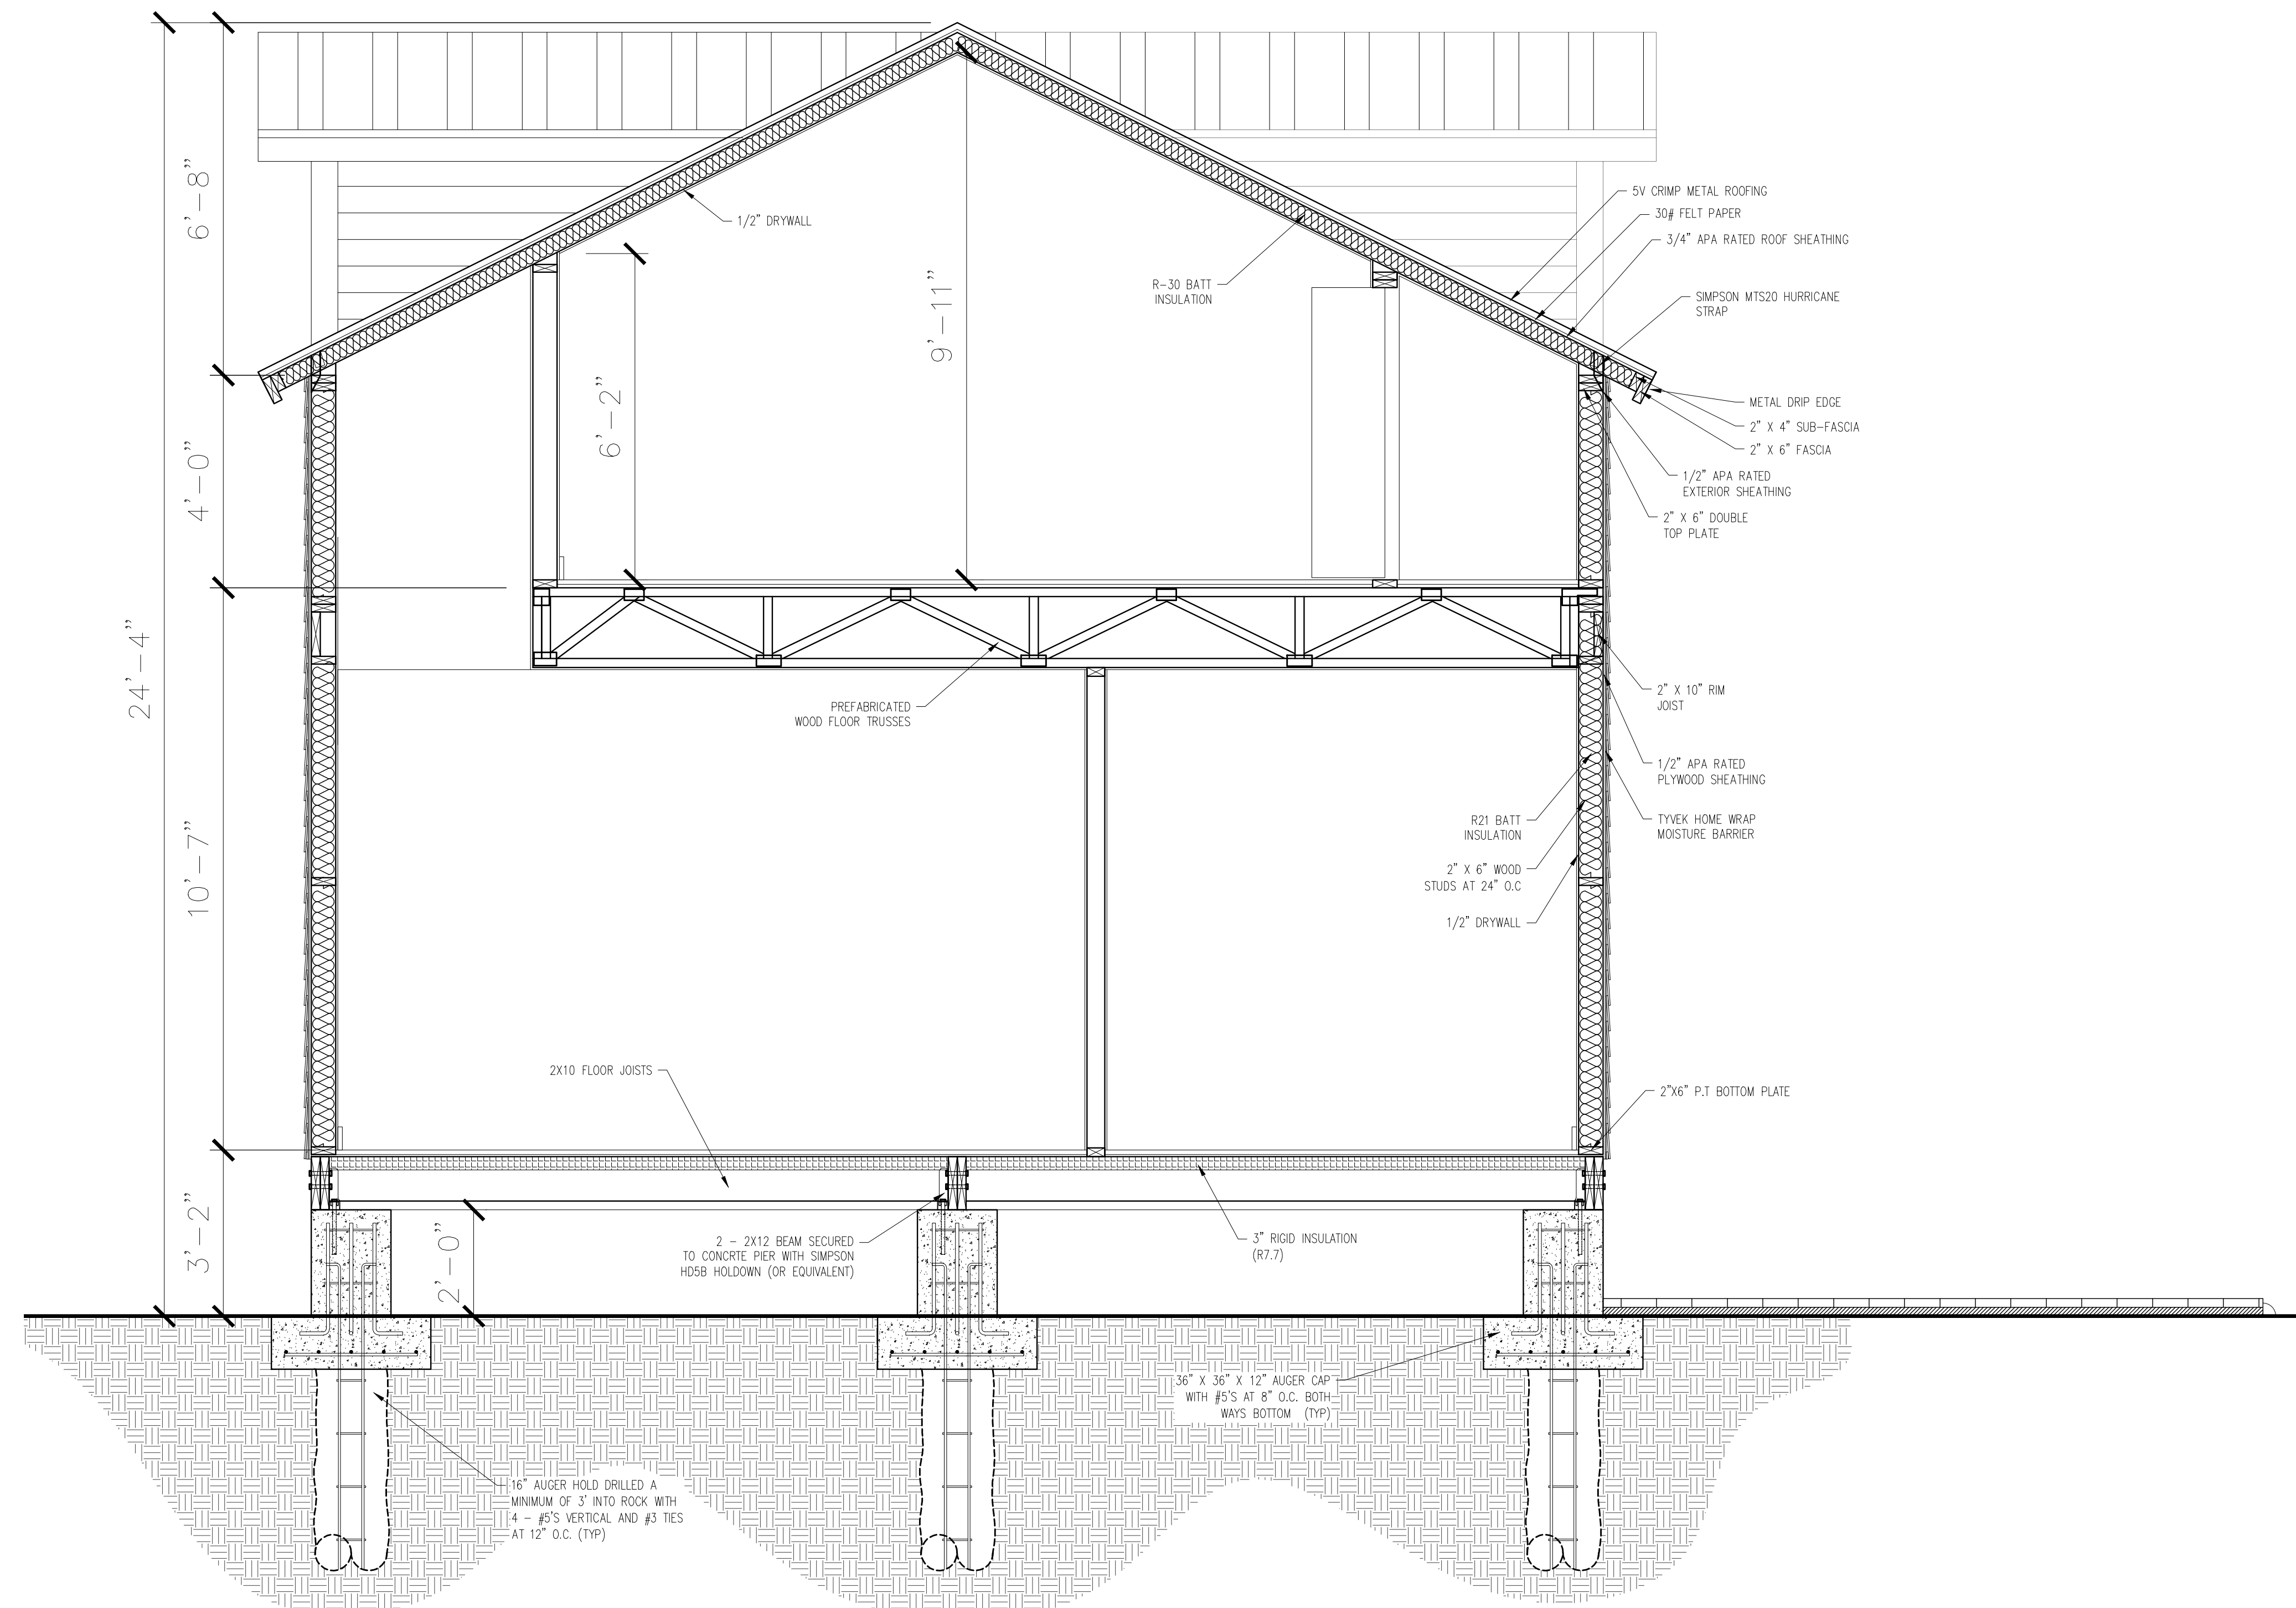 24'-4"
6'-8"
4'-0"
10'-7"
3'-2"
1/2" DRYWALL
6'-2"
9'-11"
R-30 BATT
INSULATION
5V CRIMP METAL ROOFING
30# FELT PAPER
3/4" APA RATED ROOF SHEATHING
SIMPSON MTS20 HURRICANE
STRAP
METAL DRIP EDGE
2" X 4" SUB-FASCIA
2" X 6" FASCIA
1/2" APA RATED
EXTERIOR SHEATHING
2" X 6" DOUBLE
TOP PLATE
PREFABRICATED
WOOD FLOOR TRUSSES
2" X 10" RIM
JOIST
1/2" APA RATED
PLYWOOD SHEATHING
TYVEK HOME WRAP
MOISTURE BARRIER
R21 BATT
INSULATION
2" X 6" WOOD
STUDS AT 24" O.C
1/2" DRYWALL
2X10 FLOOR JOISTS
2"X6" P.T BOTTOM PLATE
2'-0"
2 - 2X12 BEAM SECURED
TO CONCRTE PIER WITH SIMPSON
HD5B HOLDOWN (OR EQUIVALENT)
3" RIGID INSULATION
(R7.7)
36" X 36" X 12" AUGER CAP
WITH #5'S AT 8" O.C. BOTH
WAYS BOTTOM (TYP)
16" AUGER HOLD DRILLED A
MINIMUM OF 3' INTO ROCK WITH
4 - #5'S VERTICAL AND #3 TIES
AT 12" O.C. (TYP)